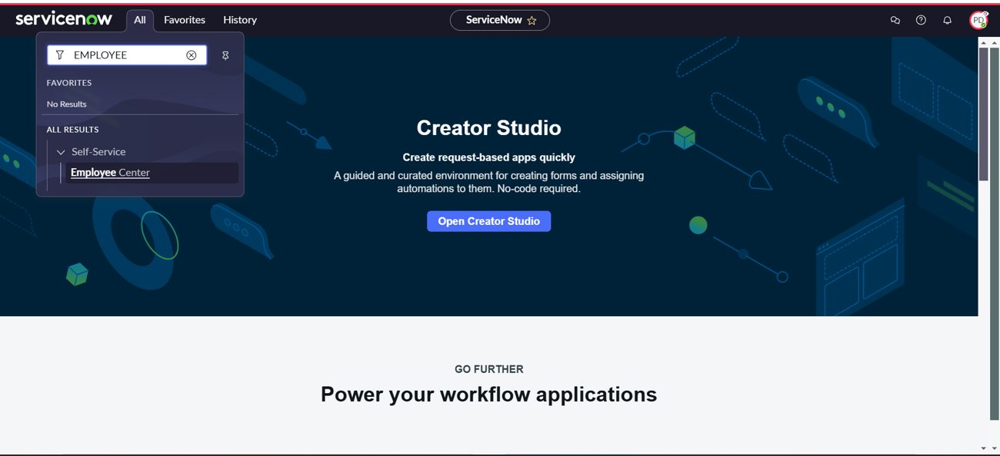 servicenow All Favorites History ServiceNow PD
EMPLOYEE
FAVORITES
No Results
ALL RESULTS
Self-Service
Employee Center
Creator Studio
Create request-based apps quickly
A guided and curated environment for creating forms and assigning
automations to them. No-code required.
Open Creator Studio
GO FURTHER
Power your workflow applications